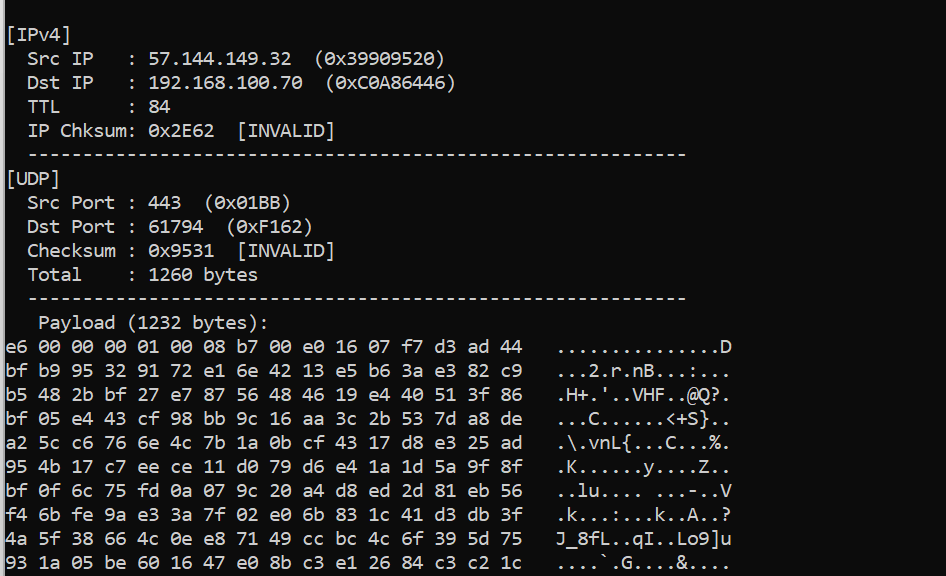 [IPv4]
Src IP : 57.144.149.32 (0x39909520)
Dst IP : 192.168.100.70 (0xC0A86446)
TTL : 84
IP Chksum: 0x2E62 [INVALID]
------------------------------------------------------------
[UDP]
Src Port : 443 (0x01BB)
Dst Port : 61794 (0xF162)
Checksum : 0x9531 [INVALID]
Total : 1260 bytes
------------------------------------------------------------
Payload (1232 bytes):
e6 00 00 00 01 00 08 b7 00 e0 16 07 f7 d3 ad 44 ...............D
bf b9 95 32 91 72 e1 6e 42 13 e5 b6 3a e3 82 c9 ...2.r.nB...:...
b5 48 2b bf 27 e7 87 56 48 46 19 e4 40 51 3f 86 .H+.'..VHF..@Q?.
bf 05 e4 43 cf 98 bb 9c 16 aa 3c 2b 53 7d a8 de ...C......<+S}..
a2 5c c6 76 6e 4c 7b 1a 0b cf 43 17 d8 e3 25 ad .\.vnL{...C...%.
95 4b 17 c7 ee ce 11 d0 79 d6 e4 1a 1d 5a 9f 8f .K......y....Z..
bf 0f 6c 75 fd 0a 07 9c 20 a4 d8 ed 2d 81 eb 56 ..lu.... ...-..V
f4 6b fe 9a e3 3a 7f 02 e0 6b 83 1c 41 d3 db 3f .k...:...k..A..?
4a 5f 38 66 4c 0e e8 71 49 cc bc 4c 6f 39 5d 75 J_8fL..qI..Lo9]u
93 1a 05 be 60 16 47 e0 8b c3 e1 26 84 c3 c2 1c ....`.G....&....